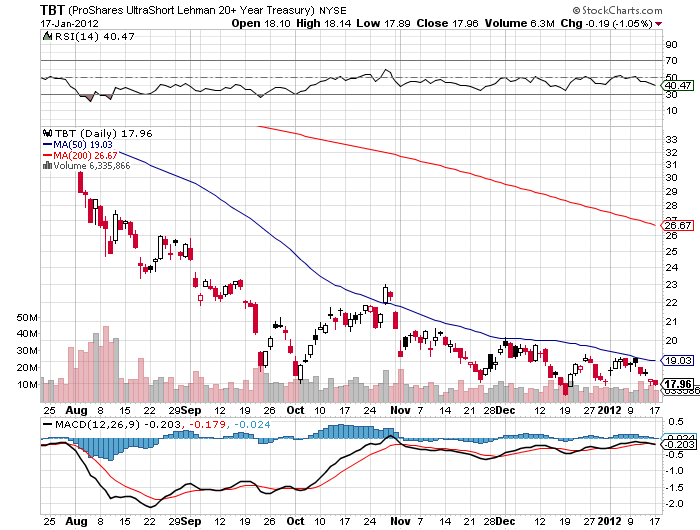 TBT (ProShares UltraShort Lehman 20+ Year Treasury) NYSE © StockCharts.com
17-Jan-2012 Open 18.10 High 18.14 Low 17.89 Close 17.96 Volume 6.3M Chg -0.19 (-1.05%)
RSI(14) 40.47
90
70
50
40.47
30
10
TBT (Daily) 17.96
MA(50) 19.03
MA(200) 26.67
Volume 6,335,866
33
32
31
30
29
28
26.67
26
25
24
23
22
21
20
19.03
17.96
50M
40M
30M
20M
10M
25 Aug 8 15 22 29 Sep 12 19 26 Oct 10 17 24 Nov 7 14 21 28 Dec 12 19 27 2012 9 17
MACD(12,26,9) -0.203, -0.179, -0.024
0.5
-0.024
-0.203
-0.5
-1.0
-1.5
-2.0
25 Aug 8 15 22 29 Sep 12 19 26 Oct 10 17 24 Nov 7 14 21 28 Dec 12 19 27 2012 9 17